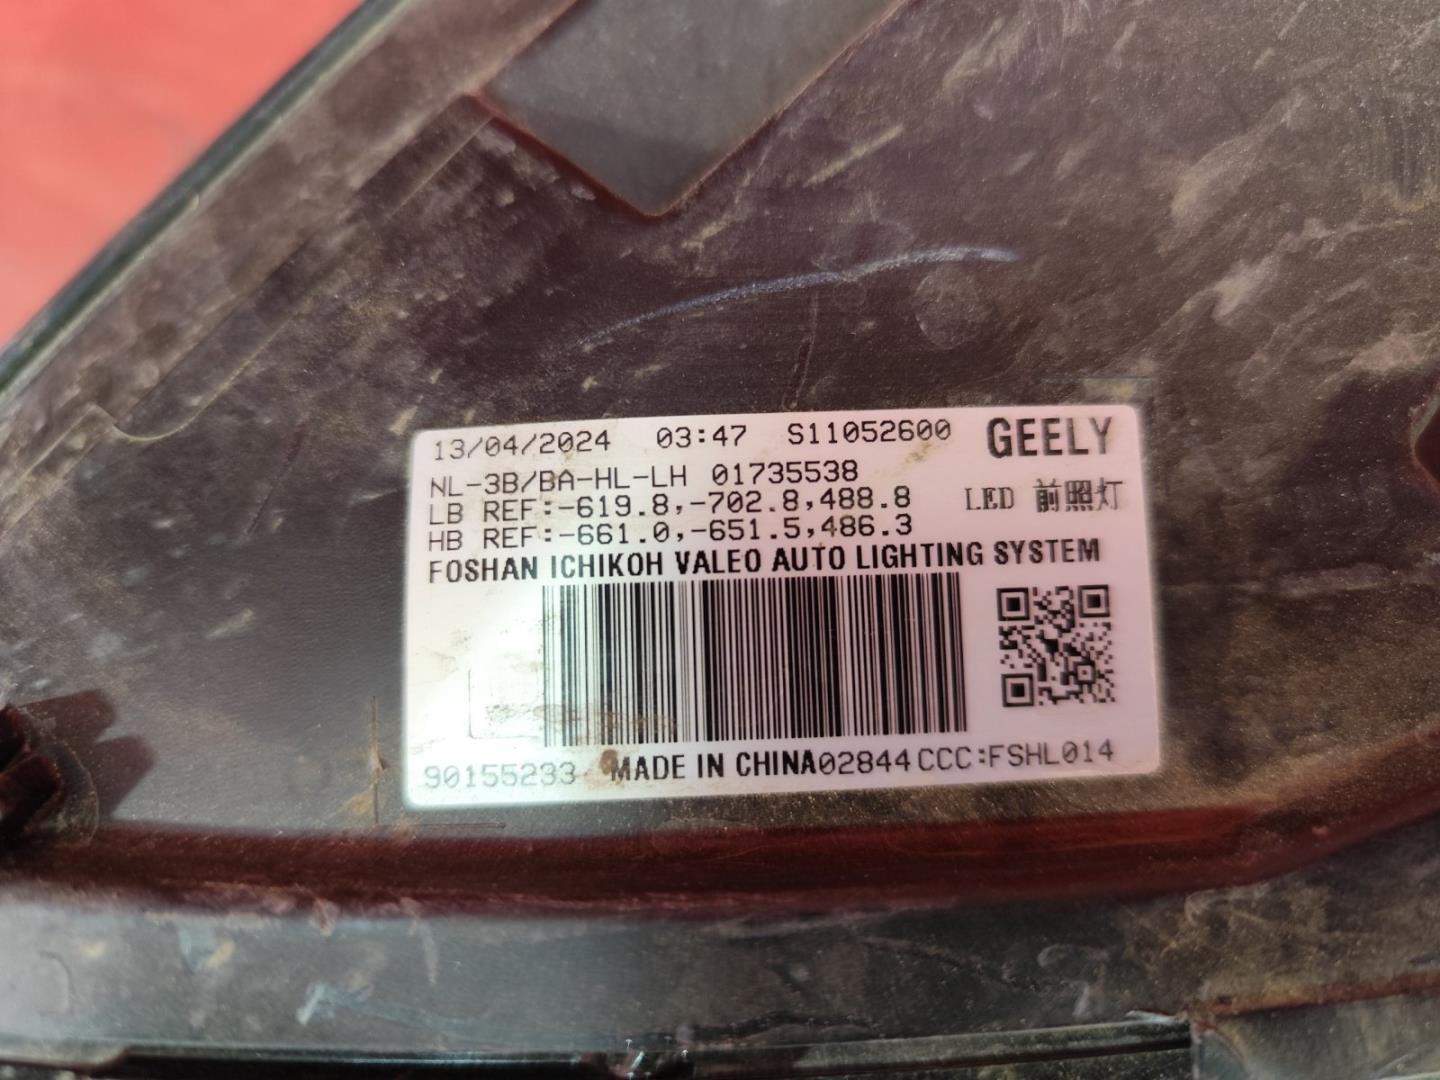 13/04/2024 03:47 S11052600 GEELY
NL-3B/BA-HL-LH 01735538
LB REF:-619.8,-702.8,488.8 LED 前照灯
HB REF:-661.0,-651.5,486.3
FOSHAN ICHIKOH VALEO AUTO LIGHTING SYSTEM
90155233 MADE IN CHINA02844 CCC:FSHL014